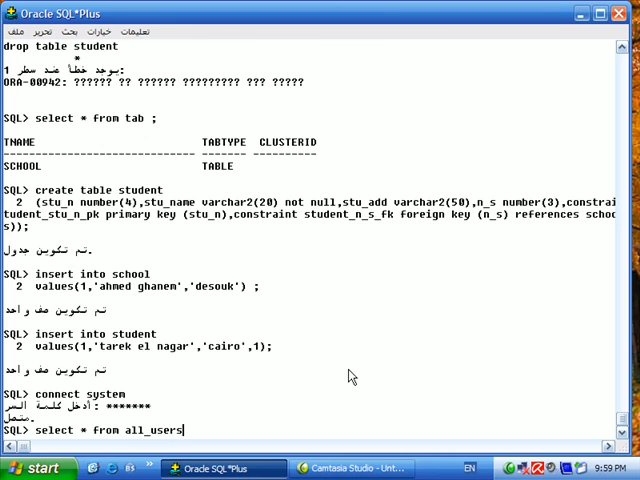 Oracle SQL*Plus
ملف تحرير بحث خيارات تعليمات
drop table student
*
يوجد خطأ عند سطر 1:
ORA-00942: ?????? ?? ?????? ????????? ??? ?????
SQL> select * from tab ;
TNAME TABTYPE CLUSTERID
------------------------------ ------- ----------
SCHOOL TABLE
SQL> create table student
2 (stu_n number(4),stu_name varchar2(20) not null,stu_add varchar2(50),n_s number(3),constrai
tudent_stu_n_pk primary key (stu_n),constraint student_n_s_fk foreign key (n_s) references schoo
s));
تم تكوين جدول.
SQL> insert into school
2 values(1,'ahmed ghanem','desouk') ;
تم تكوين صف واحد
SQL> insert into student
2 values(1,'tarek el nagar','cairo',1);
تم تكوين صف واحد
SQL> connect system
أدخل كلمة السر: *******
متصل.
SQL> select * from all_users
start
»
Oracle SQL*Plus
Camtasia Studio - Unt...
EN
9:59 PM